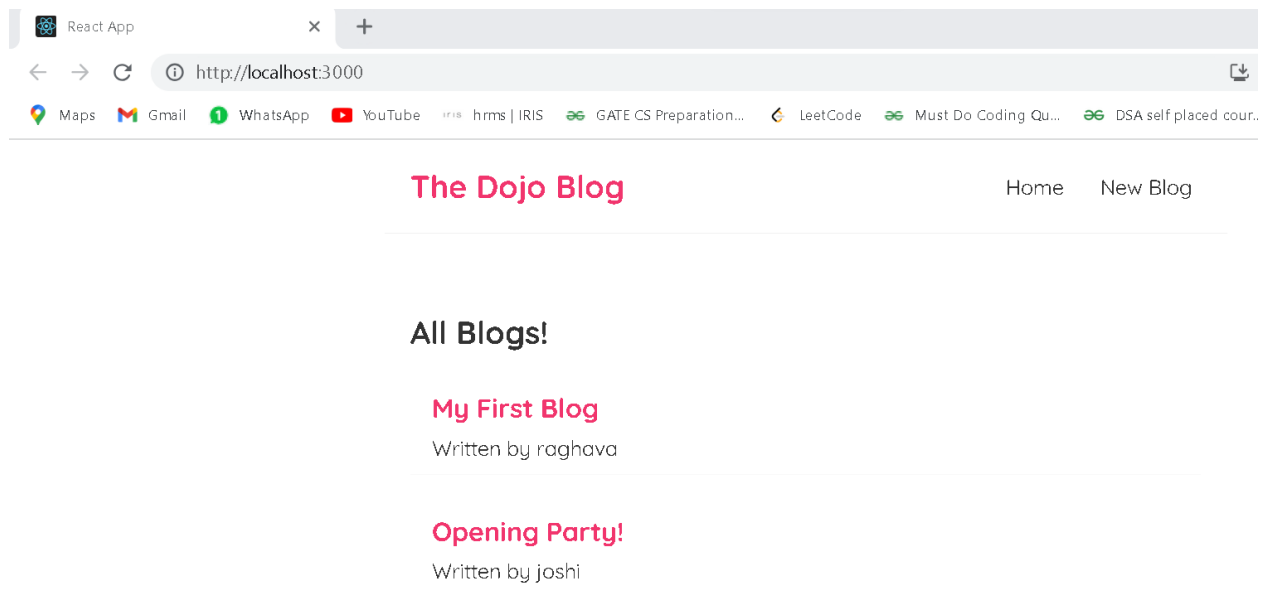 React App
http://localhost:3000
Maps Gmail 1 WhatsApp YouTube IRIS hrms | IRIS GATE CS Preparation... LeetCode Must Do Coding Qu... DSA self placed cour..
The Dojo Blog Home New Blog
All Blogs!
My First Blog
Written by raghava
Opening Party!
Written by joshi